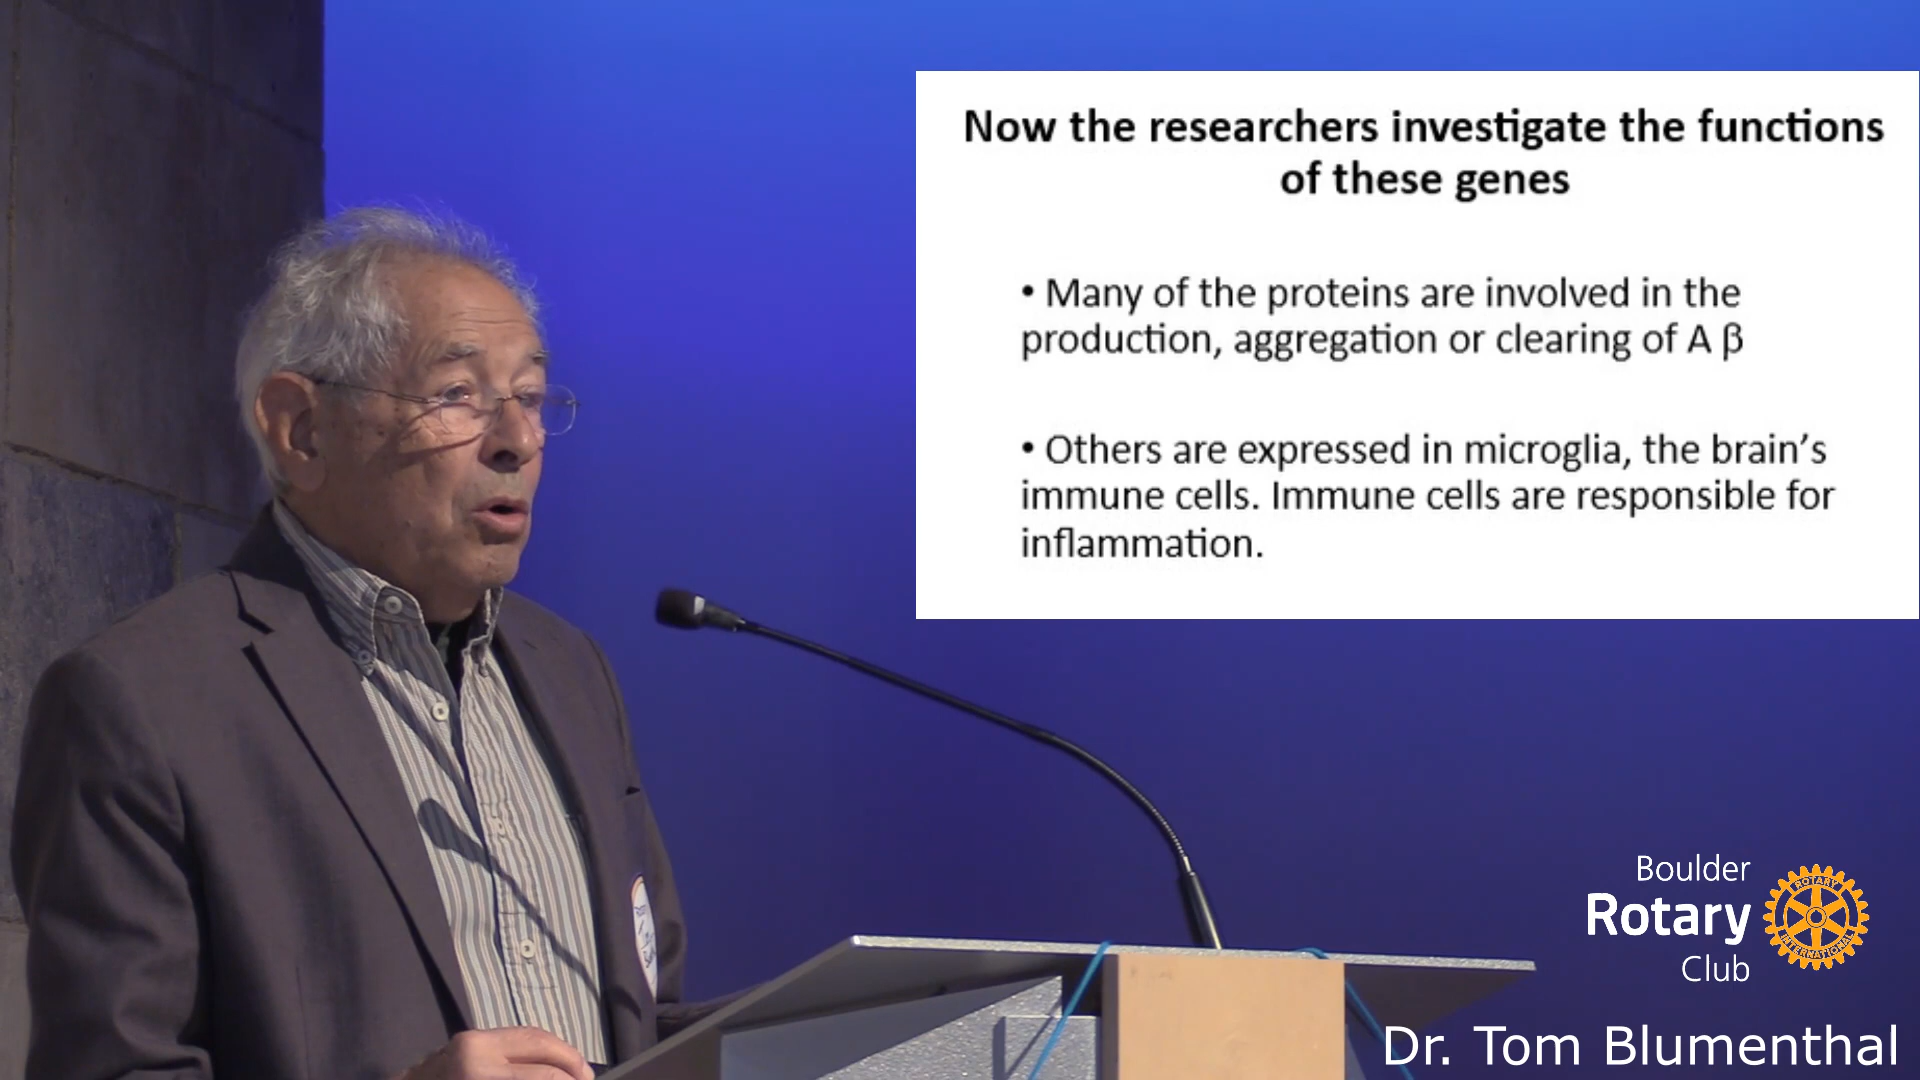 Now the researchers investigate the functions
of these genes
• Many of the proteins are involved in the
production, aggregation or clearing of A β
• Others are expressed in microglia, the brain’s
immune cells. Immune cells are responsible for
inflammation.
Boulder
Rotary
Club
ROTARY
INTERNATIONAL
Dr. Tom Blumenthal